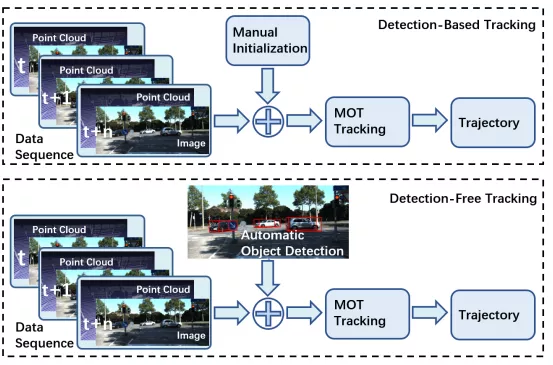 Detection-Based Tracking
Point Cloud
t
Point Cloud
t+1
Point Cloud
t+n
Image
Data
Sequence
Manual
Initialization
MOT
Tracking
Trajectory
Detection-Free Tracking
Point Cloud
t
Point Cloud
t+1
Point Cloud
t+n
Image
Data
Sequence
Automatic
Object Detection
MOT
Tracking
Trajectory